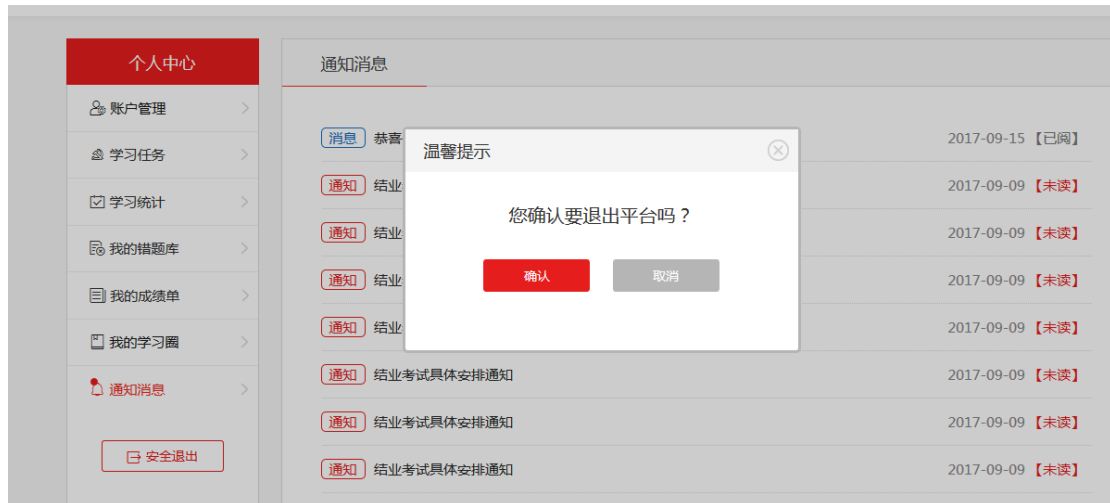 个人中心
账户管理
学习任务
学习统计
我的错题库
我的成绩单
我的学习圈
通知消息
安全退出
通知消息
消息 恭喜 2017-09-15 【已阅】
通知 结业 2017-09-09 【未读】
通知 结业 2017-09-09 【未读】
通知 结业 2017-09-09 【未读】
通知 结业 2017-09-09 【未读】
通知 结业考试具体安排通知 2017-09-09 【未读】
通知 结业考试具体安排通知 2017-09-09 【未读】
通知 结业考试具体安排通知 2017-09-09 【未读】
温馨提示
您确认要退出平台吗？
确认 取消